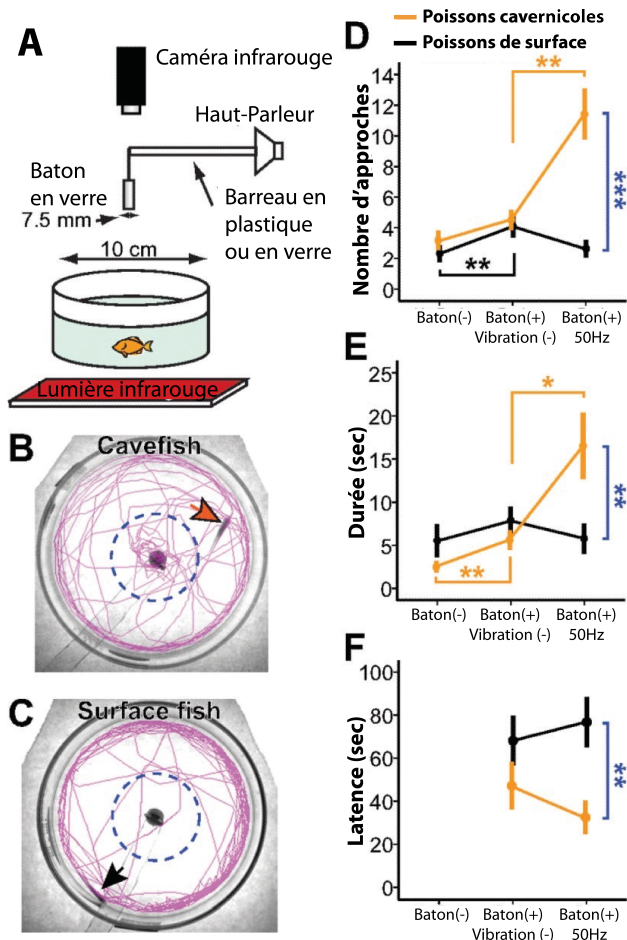 A
Caméra infrarouge
Haut-Parleur
Baton
en verre
7.5 mm
Barreau en
plastique
ou en verre
10 cm
Lumière infrarouge
B
Cavefish
C
Surface fish
Poissons cavernicoles
Poissons de surface
D
Nombre d'approches
14
12
10
8
6
4
2
0
**
**
***
Baton(-)
Baton(+)
Vibration (-)
Baton(+)
50Hz
E
Durée (sec)
25
20
15
10
5
0
*
**
**
Baton(-)
Baton(+)
Vibration (-)
Baton(+)
50Hz
F
Latence (sec)
100
80
60
40
20
0
**
Baton(-)
Baton(+)
Vibration (-)
Baton(+)
50Hz